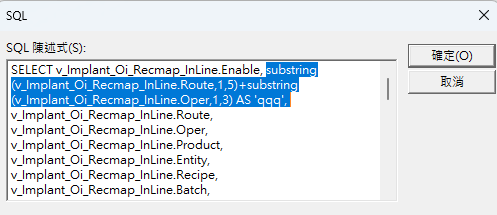 SQL
SQL 陳述式(S):
SELECT v_Implant_Oi_Recmap_InLine.Enable, substring
(v_Implant_Oi_Recmap_InLine.Route,1,5)+substring
(v_Implant_Oi_Recmap_InLine.Oper,1,3) AS 'qqq',
v_Implant_Oi_Recmap_InLine.Route,
v_Implant_Oi_Recmap_InLine.Oper,
v_Implant_Oi_Recmap_InLine.Product,
v_Implant_Oi_Recmap_InLine.Entity,
v_Implant_Oi_Recmap_InLine.Recipe,
v_Implant_Oi_Recmap_InLine.Batch,
確定(O)
取消